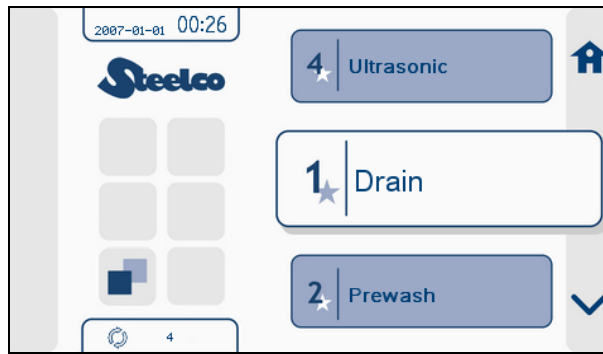 2007-01-01 00:26
Steelco
4 Ultrasonic
1 Drain
2 Prewash
4